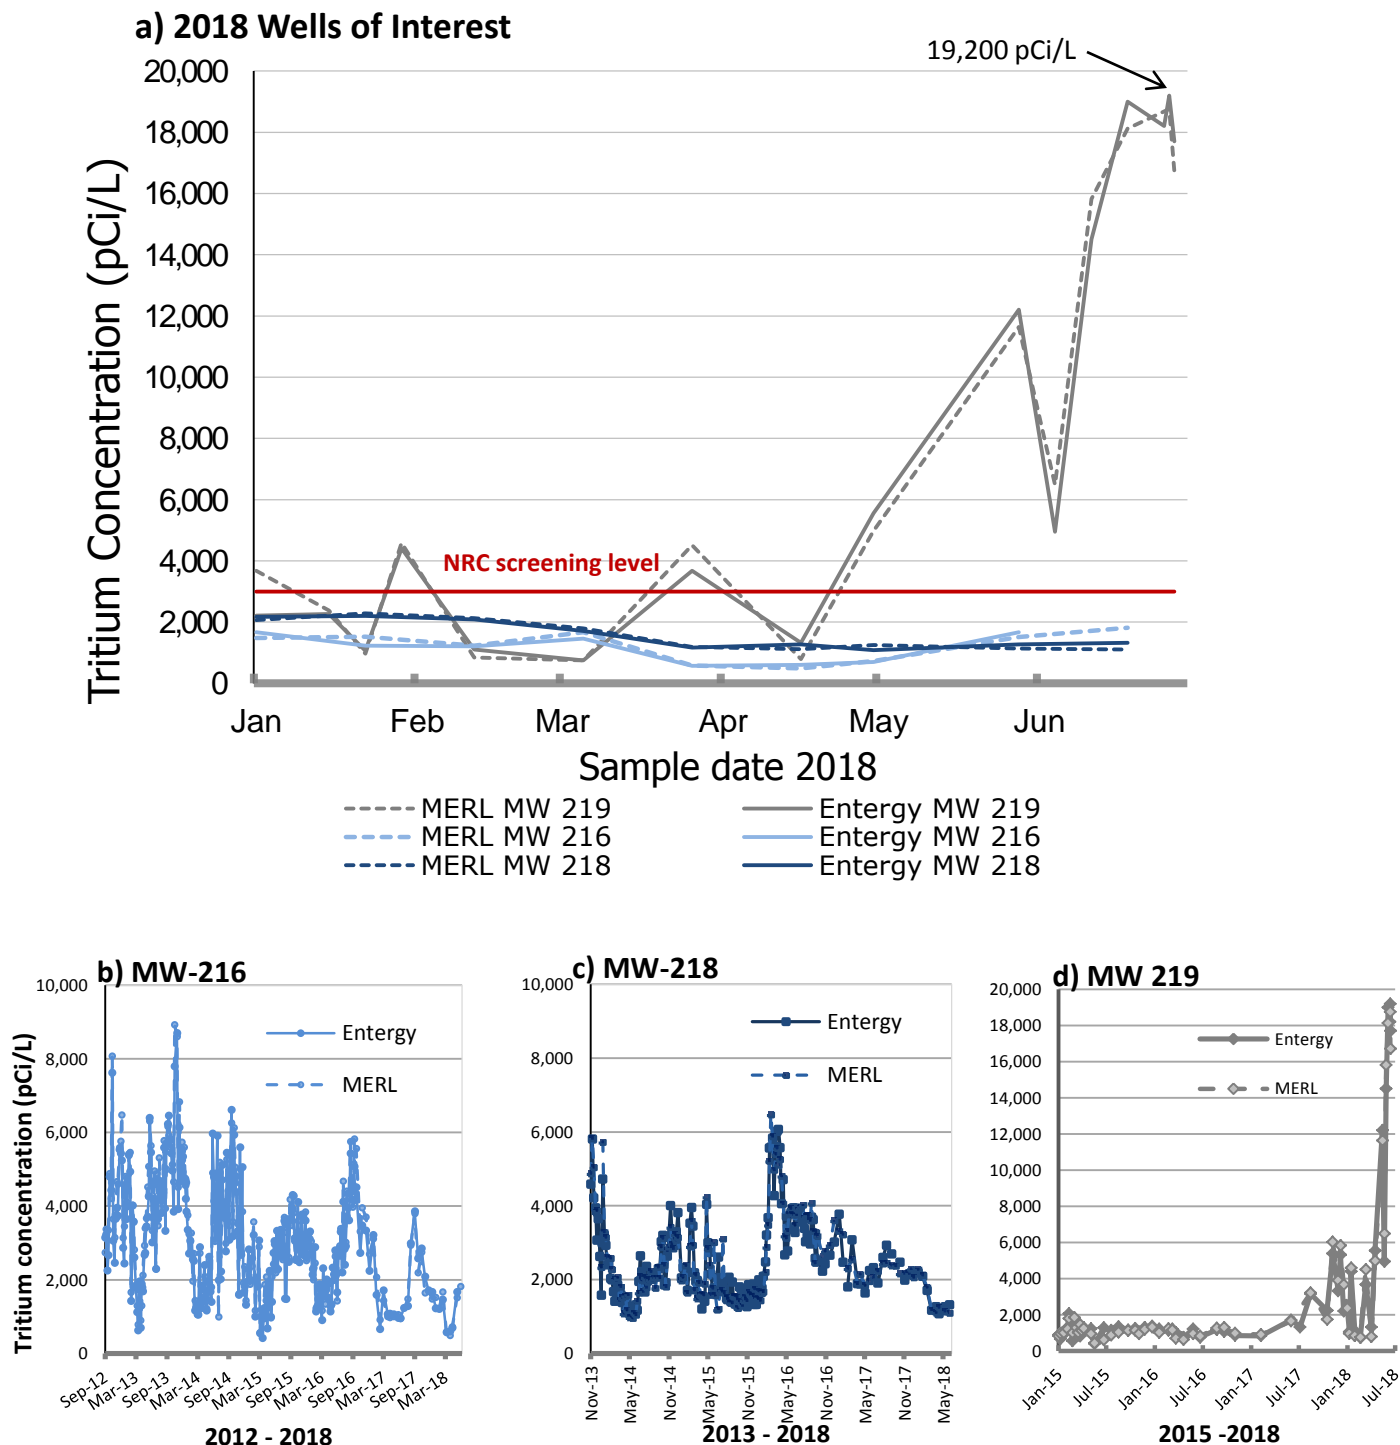 a) 2018 Wells of Interest
19,200 pCi/L
20,000
18,000
16,000
14,000
12,000
10,000
8,000
6,000
4,000
2,000
0
Tritium Concentration (pCi/L)
NRC screening level
Jan Feb Mar Apr May Jun
Sample date 2018
MERL MW 219 Entergy MW 219
MERL MW 216 Entergy MW 216
MERL MW 218 Entergy MW 218
b) MW-216
10,000
8,000
6,000
4,000
2,000
0
Tritium concentration (pCi/L)
Entergy
MERL
Sep-12 Mar-13 Sep-13 Mar-14 Sep-14 Mar-15 Sep-15 Mar-16 Sep-16 Mar-17 Sep-17 Mar-18
2012 - 2018
c) MW-218
10,000
8,000
6,000
4,000
2,000
0
Entergy
MERL
Nov-13 May-14 Nov-14 May-15 Nov-15 May-16 Nov-16 May-17 Nov-17 May-18
2013 - 2018
d) MW 219
20,000
18,000
16,000
14,000
12,000
10,000
8,000
6,000
4,000
2,000
0
Entergy
MERL
Jan-15 Jul-15 Jan-16 Jul-16 Jan-17 Jul-17 Jan-18 Jul-18
2015 -2018